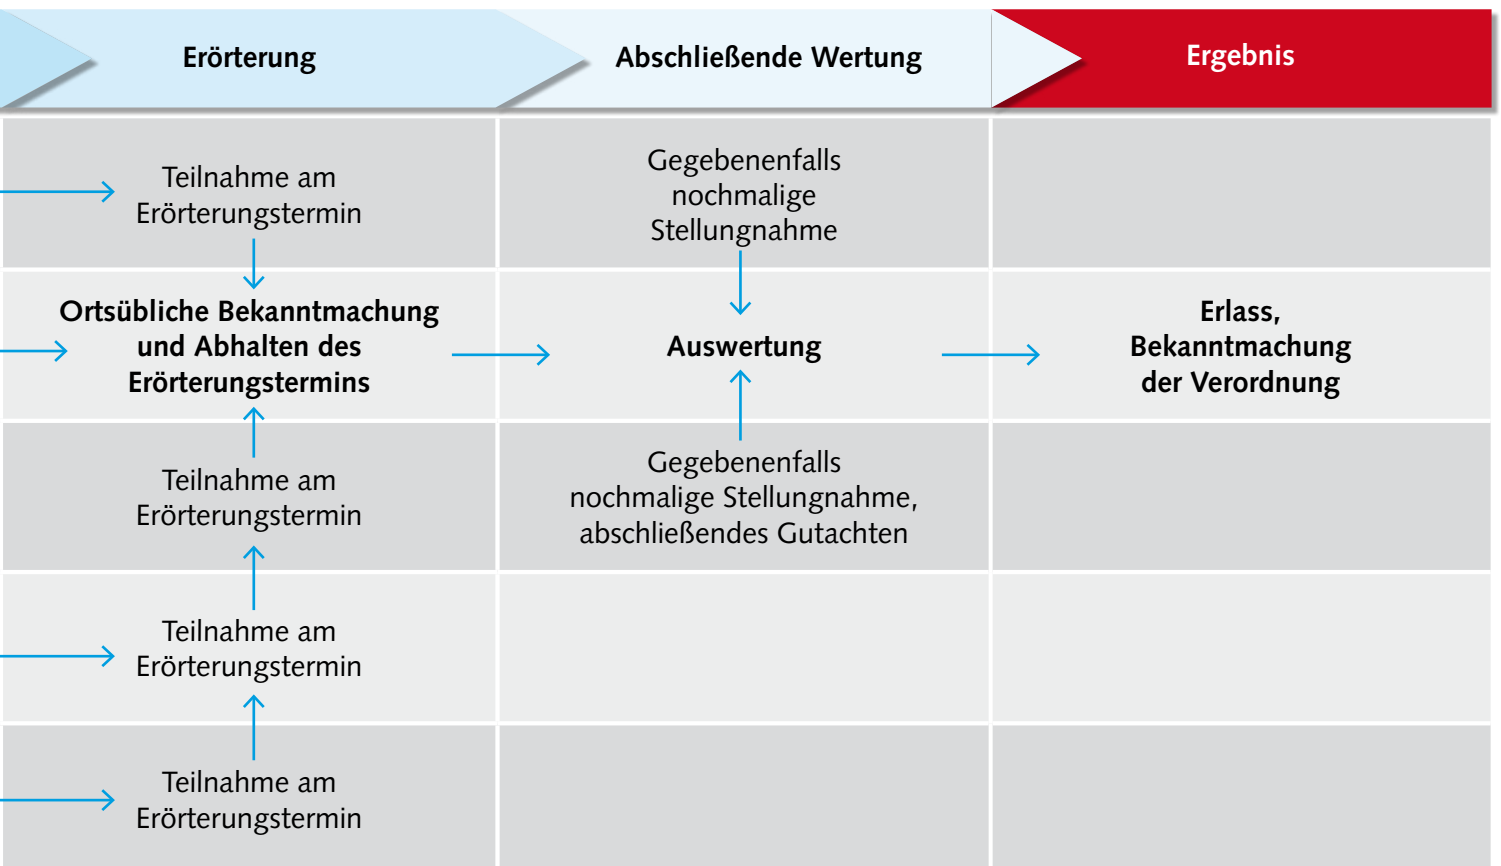 Erörterung
Abschließende Wertung
Ergebnis
Teilnahme am
Erörterungstermin
Gegebenenfalls
nochmalige
Stellungnahme
Ortsübliche Bekanntmachung
und Abhalten des
Erörterungstermins
Auswertung
Erlass,
Bekanntmachung
der Verordnung
Teilnahme am
Erörterungstermin
Gegebenenfalls
nochmalige Stellungnahme,
abschließendes Gutachten
Teilnahme am
Erörterungstermin
Teilnahme am
Erörterungstermin